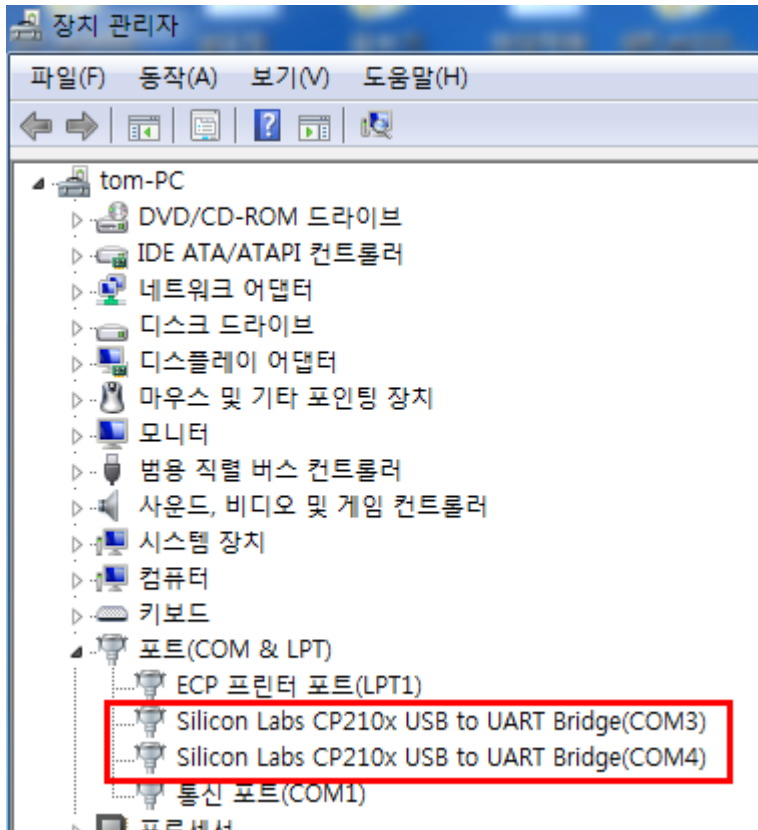 장치 관리자
파일(F) 동작(A) 보기(V) 도움말(H)
tom-PC
DVD/CD-ROM 드라이브
IDE ATA/ATAPI 컨트롤러
네트워크 어댑터
디스크 드라이브
디스플레이 어댑터
마우스 및 기타 포인팅 장치
모니터
범용 직렬 버스 컨트롤러
사운드, 비디오 및 게임 컨트롤러
시스템 장치
컴퓨터
키보드
포트(COM & LPT)
ECP 프린터 포트(LPT1)
Silicon Labs CP210x USB to UART Bridge(COM3)
Silicon Labs CP210x USB to UART Bridge(COM4)
통신 포트(COM1)
프로세서